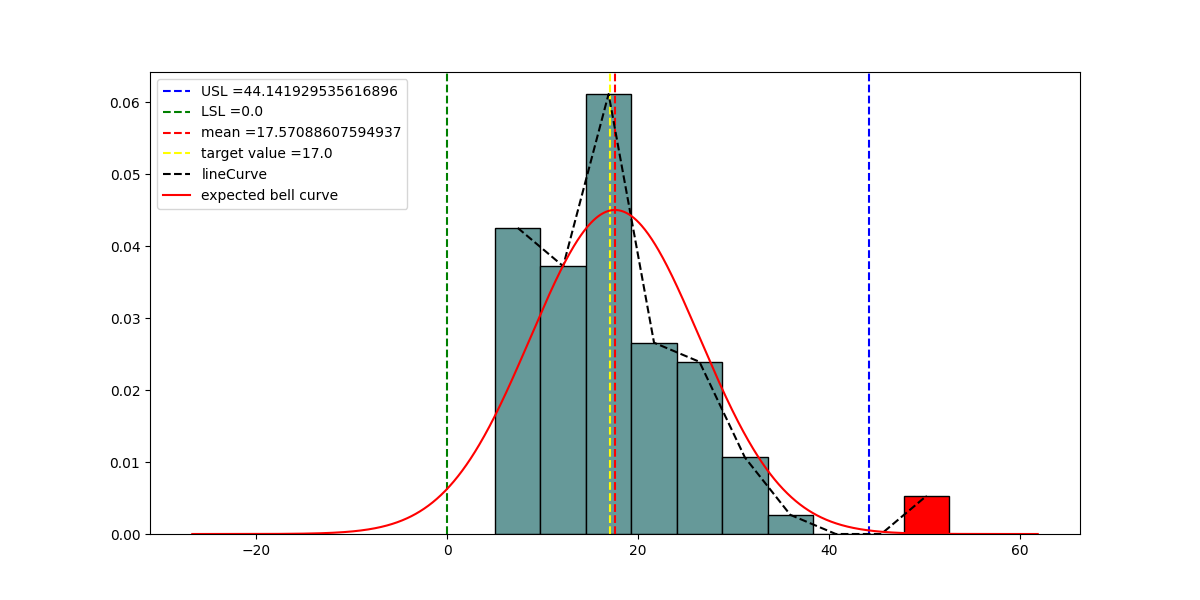 USL =44.141929535616896
LSL =0.0
mean =17.57088607594937
target value =17.0
lineCurve
expected bell curve
0.06
0.05
0.04
0.03
0.02
0.01
0.00
−20
0
20
40
60